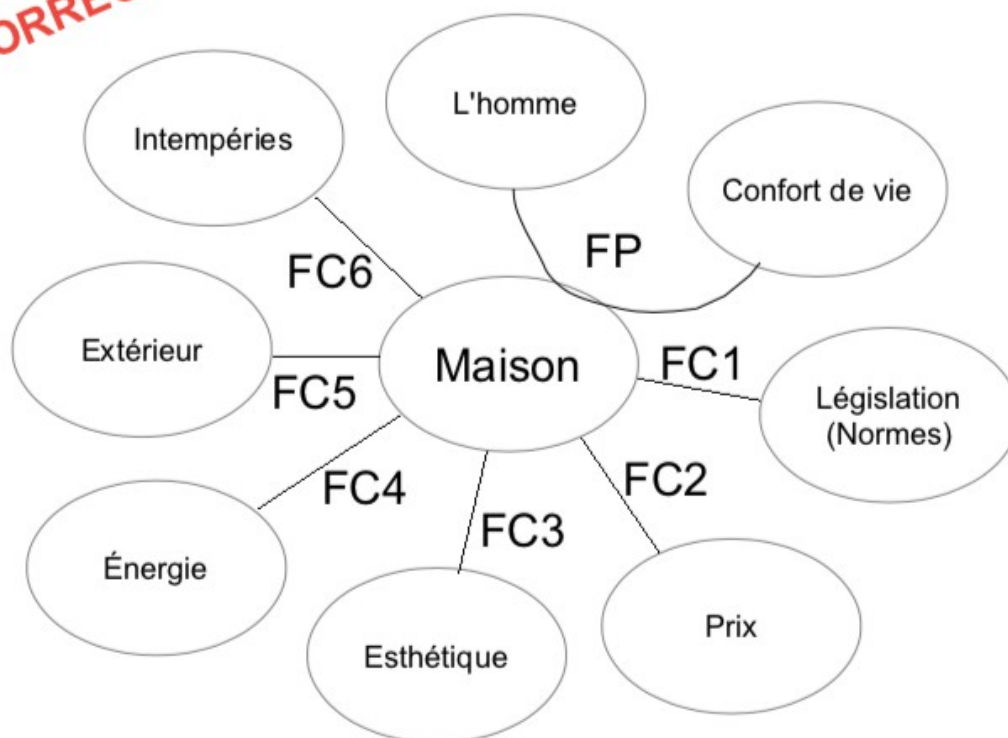 L'homme
Intempéries
Confort de vie
FP
FC6
Maison
Extérieur
FC1
FC5
Législation
(Normes)
FC4
FC2
FC3
Énergie
Prix
Esthétique